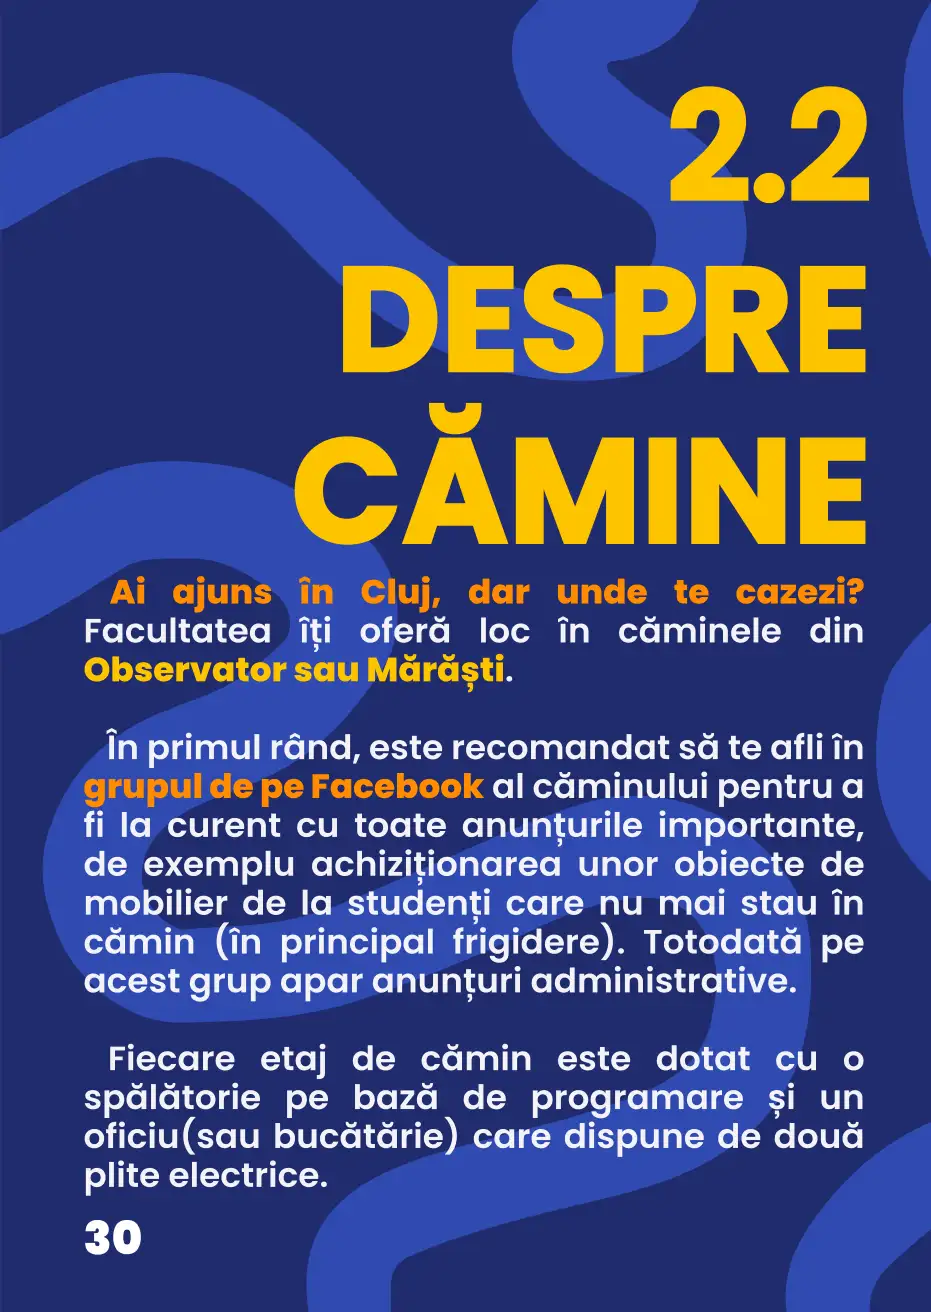 2.2
DESPRE
CĂMINE
Ai ajuns în Cluj, dar unde te cazezi?
Facultatea îți oferă loc în căminele din
Observator sau Mărăști.
În primul rând, este recomandat să te afli în
grupul de pe Facebook al căminului pentru a
fi la curent cu toate anunțurile importante,
de exemplu achiziționarea unor obiecte de
mobilier de la studenți care nu mai stau în
cămin (în principal frigidere). Totodată pe
acest grup apar anunțuri administrative.
Fiecare etaj de cămin este dotat cu o
spălătorie pe bază de programare și un
oficiu(sau bucătărie) care dispune de două
plite electrice.
30